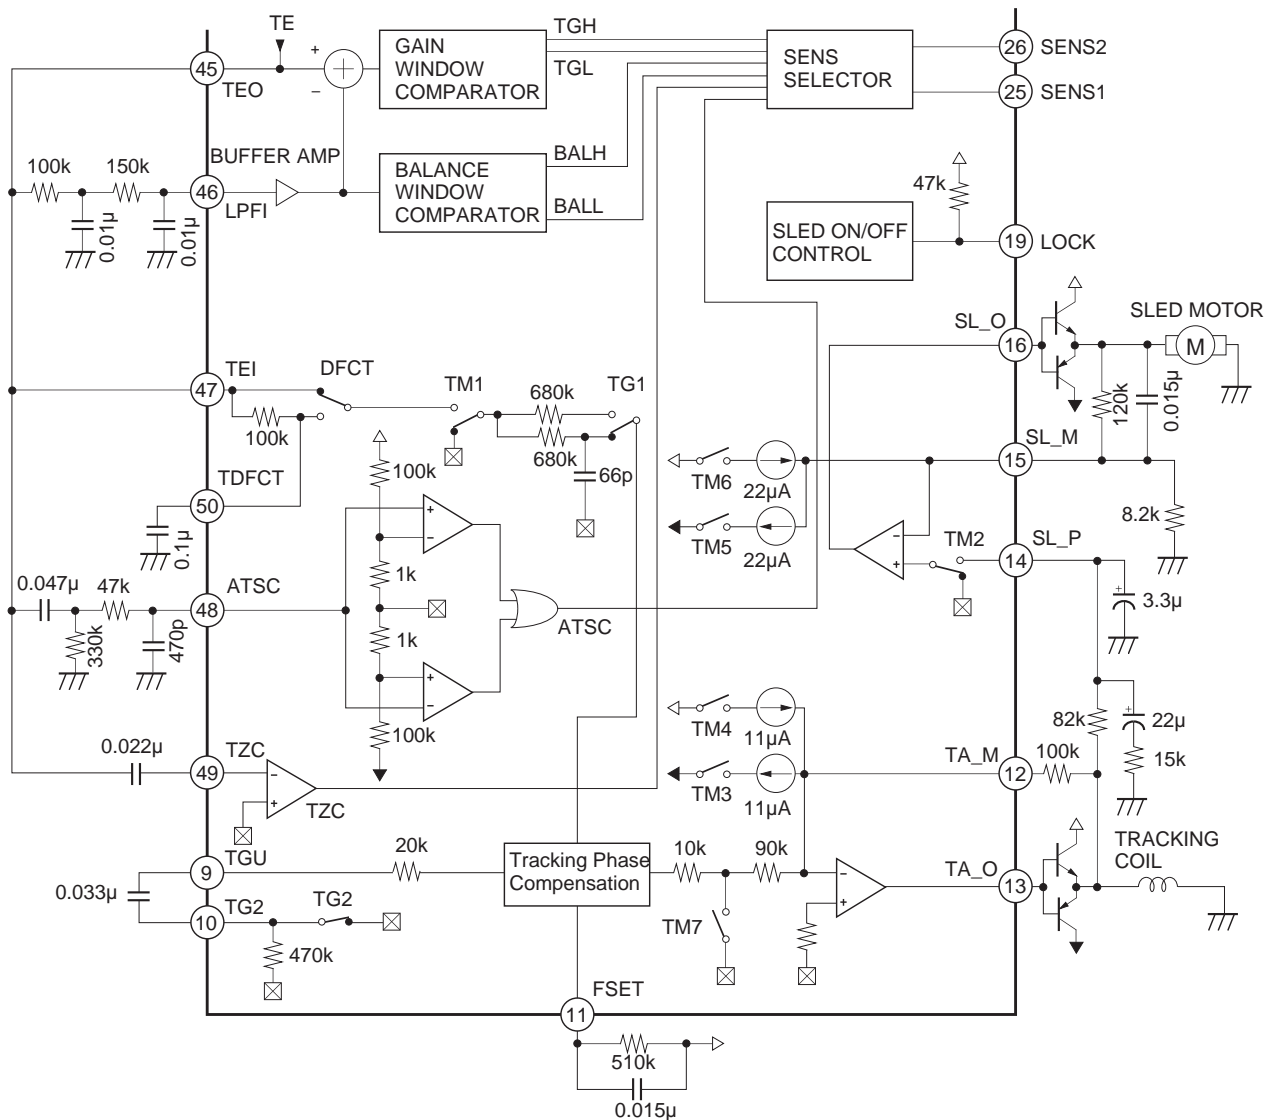 TE
TGH
TGL
GAIN
WINDOW
COMPARATOR
SENS
SELECTOR
26 SENS2
25 SENS1
45
TEO
+
−
BUFFER AMP
100k
150k
46
LPFI
0.01µ
0.01µ
BALANCE
WINDOW
COMPARATOR
BALH
BALL
47k
SLED ON/OFF
CONTROL
19 LOCK
SL_O
16
SLED MOTOR
M
120k
0.015µ
TEI
47
DFCT
TM1
TG1
100k
680k
680k
66p
TDFCT
50
0.1µ
100k
+
−
1k
1k
+
−
100k
ATSC
TM6
22µA
TM5
22µA
SL_M
15
8.2k
−
+
TM2
SL_P
14
3.3µ
+
0.047µ
47k
ATSC
48
330k
470p
TM4
11µA
TM3
11µA
82k
+
22µ
15k
TA_M
12
100k
0.022µ
TZC
49
−
+
TZC
TGU
9
20k
Tracking Phase
Compensation
10k
90k
−
+
TA_O
13
TRACKING
COIL
0.033µ
TG2
10
TG2
470k
TM7
FSET
11
510k
0.015µ